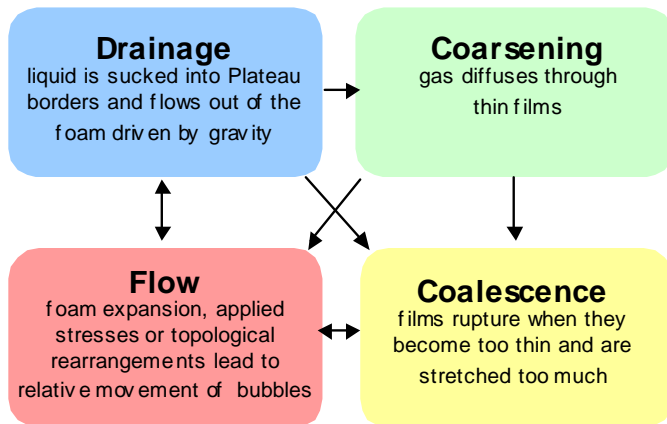 Drainage
liquid is sucked into Plateau
borders and flows out of the
foam driven by gravity
Coarsening
gas diffuses through
thin films
Flow
foam expansion, applied
stresses or topological
rearrangements lead to
relative movement of bubbles
Coalescence
films rupture when they
become too thin and are
stretched too much